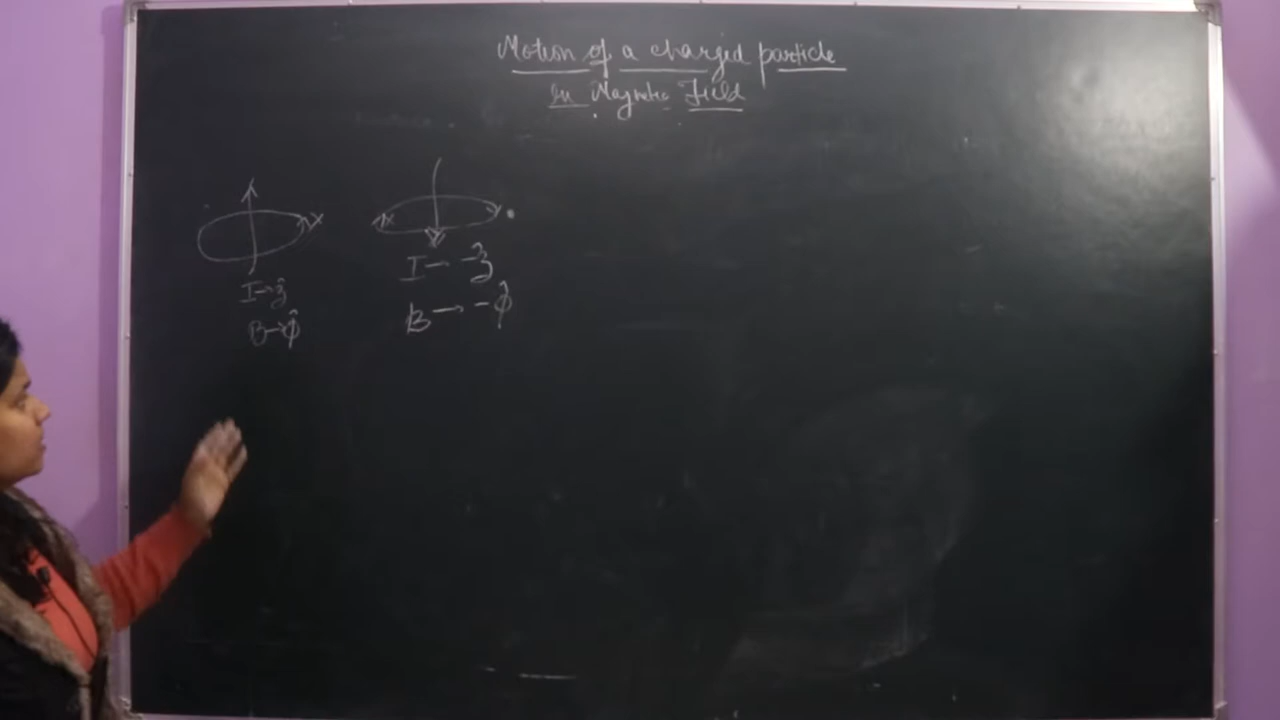 Motion of a charged particle
in Magnetic Field
I→ẑ
B→φ̂
I→ -ẑ
B→ -φ̂